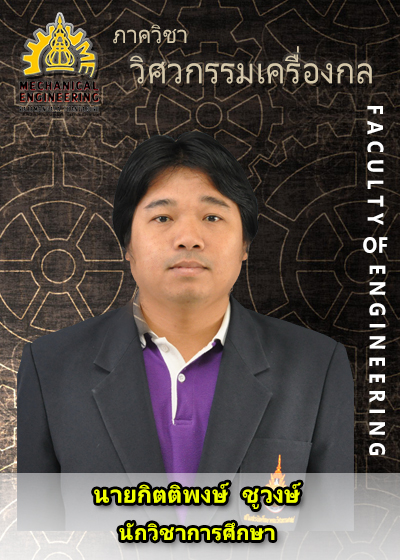 ภาควิชา
วิศวกรรมเครื่องกล
ME
MECHANICAL
ENGINEERING
FACULTY OF ENGINEERING
นายกิตติพงษ์ ชูวงษ์
นักวิชาการศึกษา